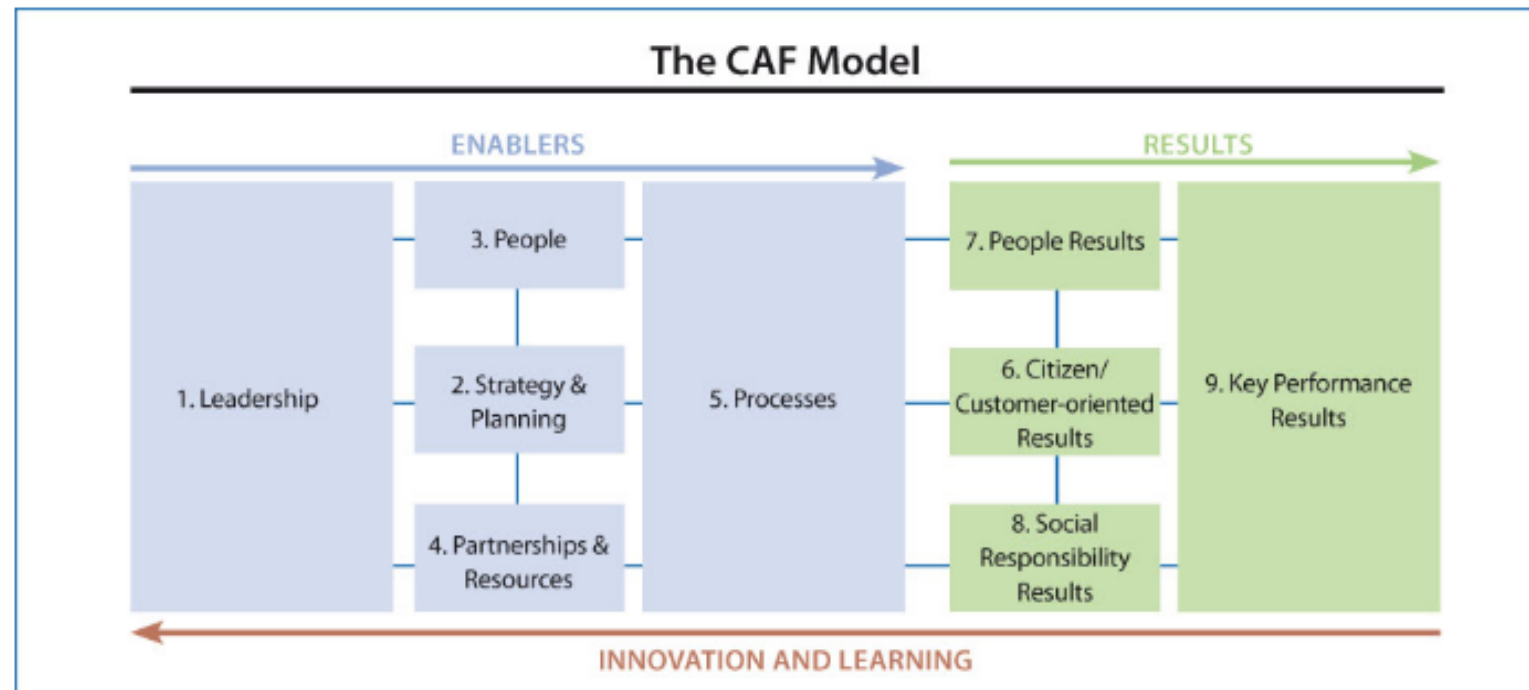 The CAF Model
ENABLERS
RESULTS
1. Leadership
3. People
2. Strategy &
Planning
4. Partnerships &
Resources
5. Processes
7. People Results
6. Citizen/
Customer-oriented
Results
8. Social
Responsibility
Results
9. Key Performance
Results
INNOVATION AND LEARNING